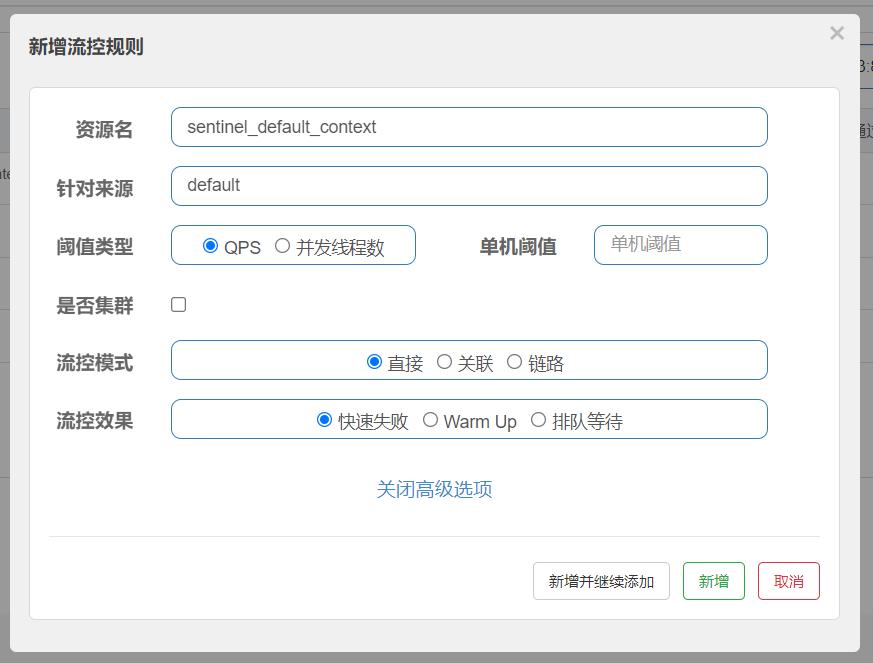 新增流控规则
×
资源名 sentinel_default_context
针对来源 default
阈值类型 QPS 并发线程数 单机阈值 单机阈值
是否集群
流控模式 直接 关联 链路
流控效果 快速失败 Warm Up 排队等待
关闭高级选项
新增并继续添加 新增 取消